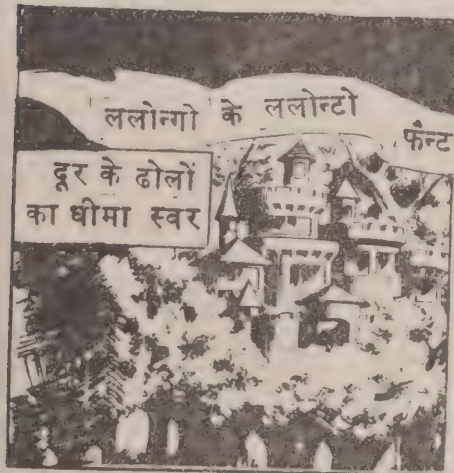 ललोन्गो के ललोन्टो
फॅन्ट
दूर के ढोलों
का धीमा स्वर